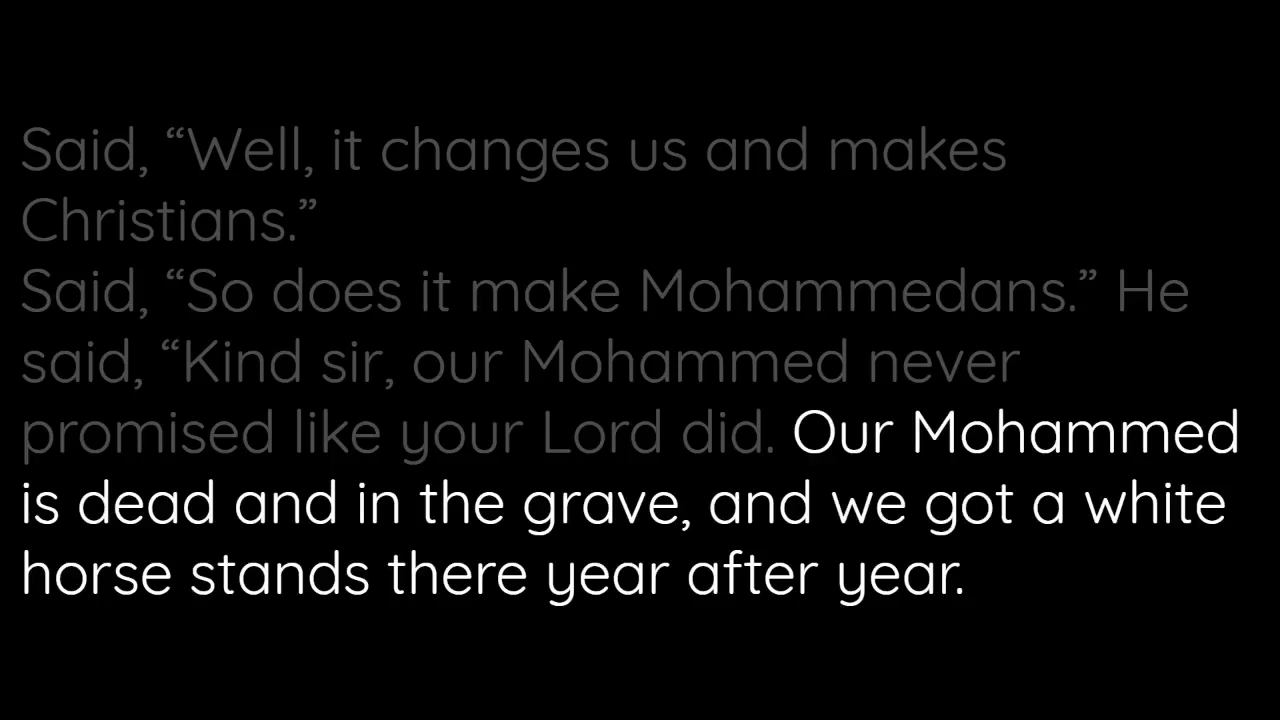 Said, “Well, it changes us and makes
Christians.”
Said, “So does it make Mohammedans.” He
said, “Kind sir, our Mohammed never
promised like your Lord did. Our Mohammed
is dead and in the grave, and we got a white
horse stands there year after year.